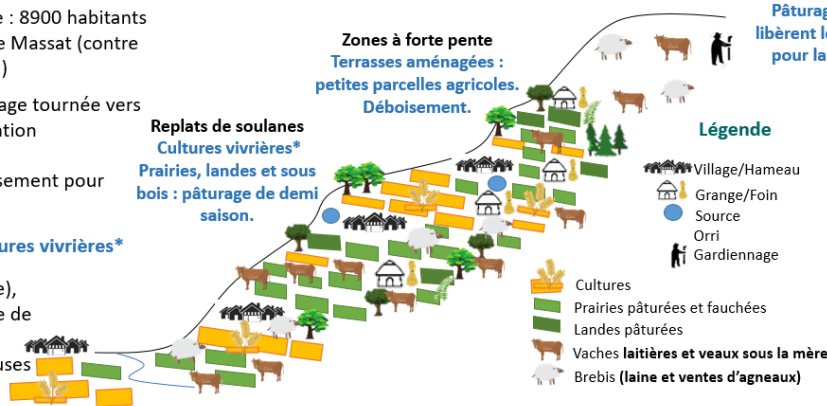 e : 8900 habitants
e Massat (contre
)
age tournée vers
ation
sement pour
tures vivrières*
e),
e de
uses
Replats de soulanes
Cultures vivrières*
Prairies, landes et sous
bois : pâturage de demi
saison.
Zones à forte pente
Terrasses aménagées :
petites parcelles agricoles.
Déboisement.
Pâturag
libèrent le
pour la
Légende
Village/Hameau
Grange/Foin
Source
Orri
Gardiennage
Cultures
Prairies pâturées et fauchées
Landes pâturées
Vaches laitières et veaux sous la mère
Brebis (laine et ventes d'agneaux)